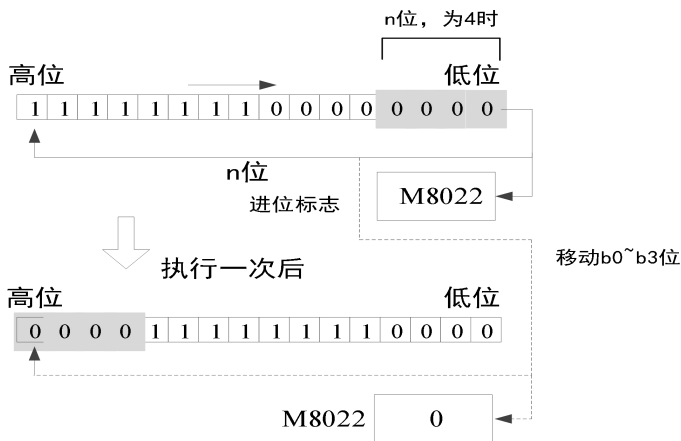 n位，为4时
高位 低位
1 1 1 1 1 1 1 1 0 0 0 0 0 0 0 0
n位
M8022
进位标志
移动b0~b3位
执行一次后
高位 低位
0 0 0 0 1 1 1 1 1 1 1 1 0 0 0 0
M8022 0